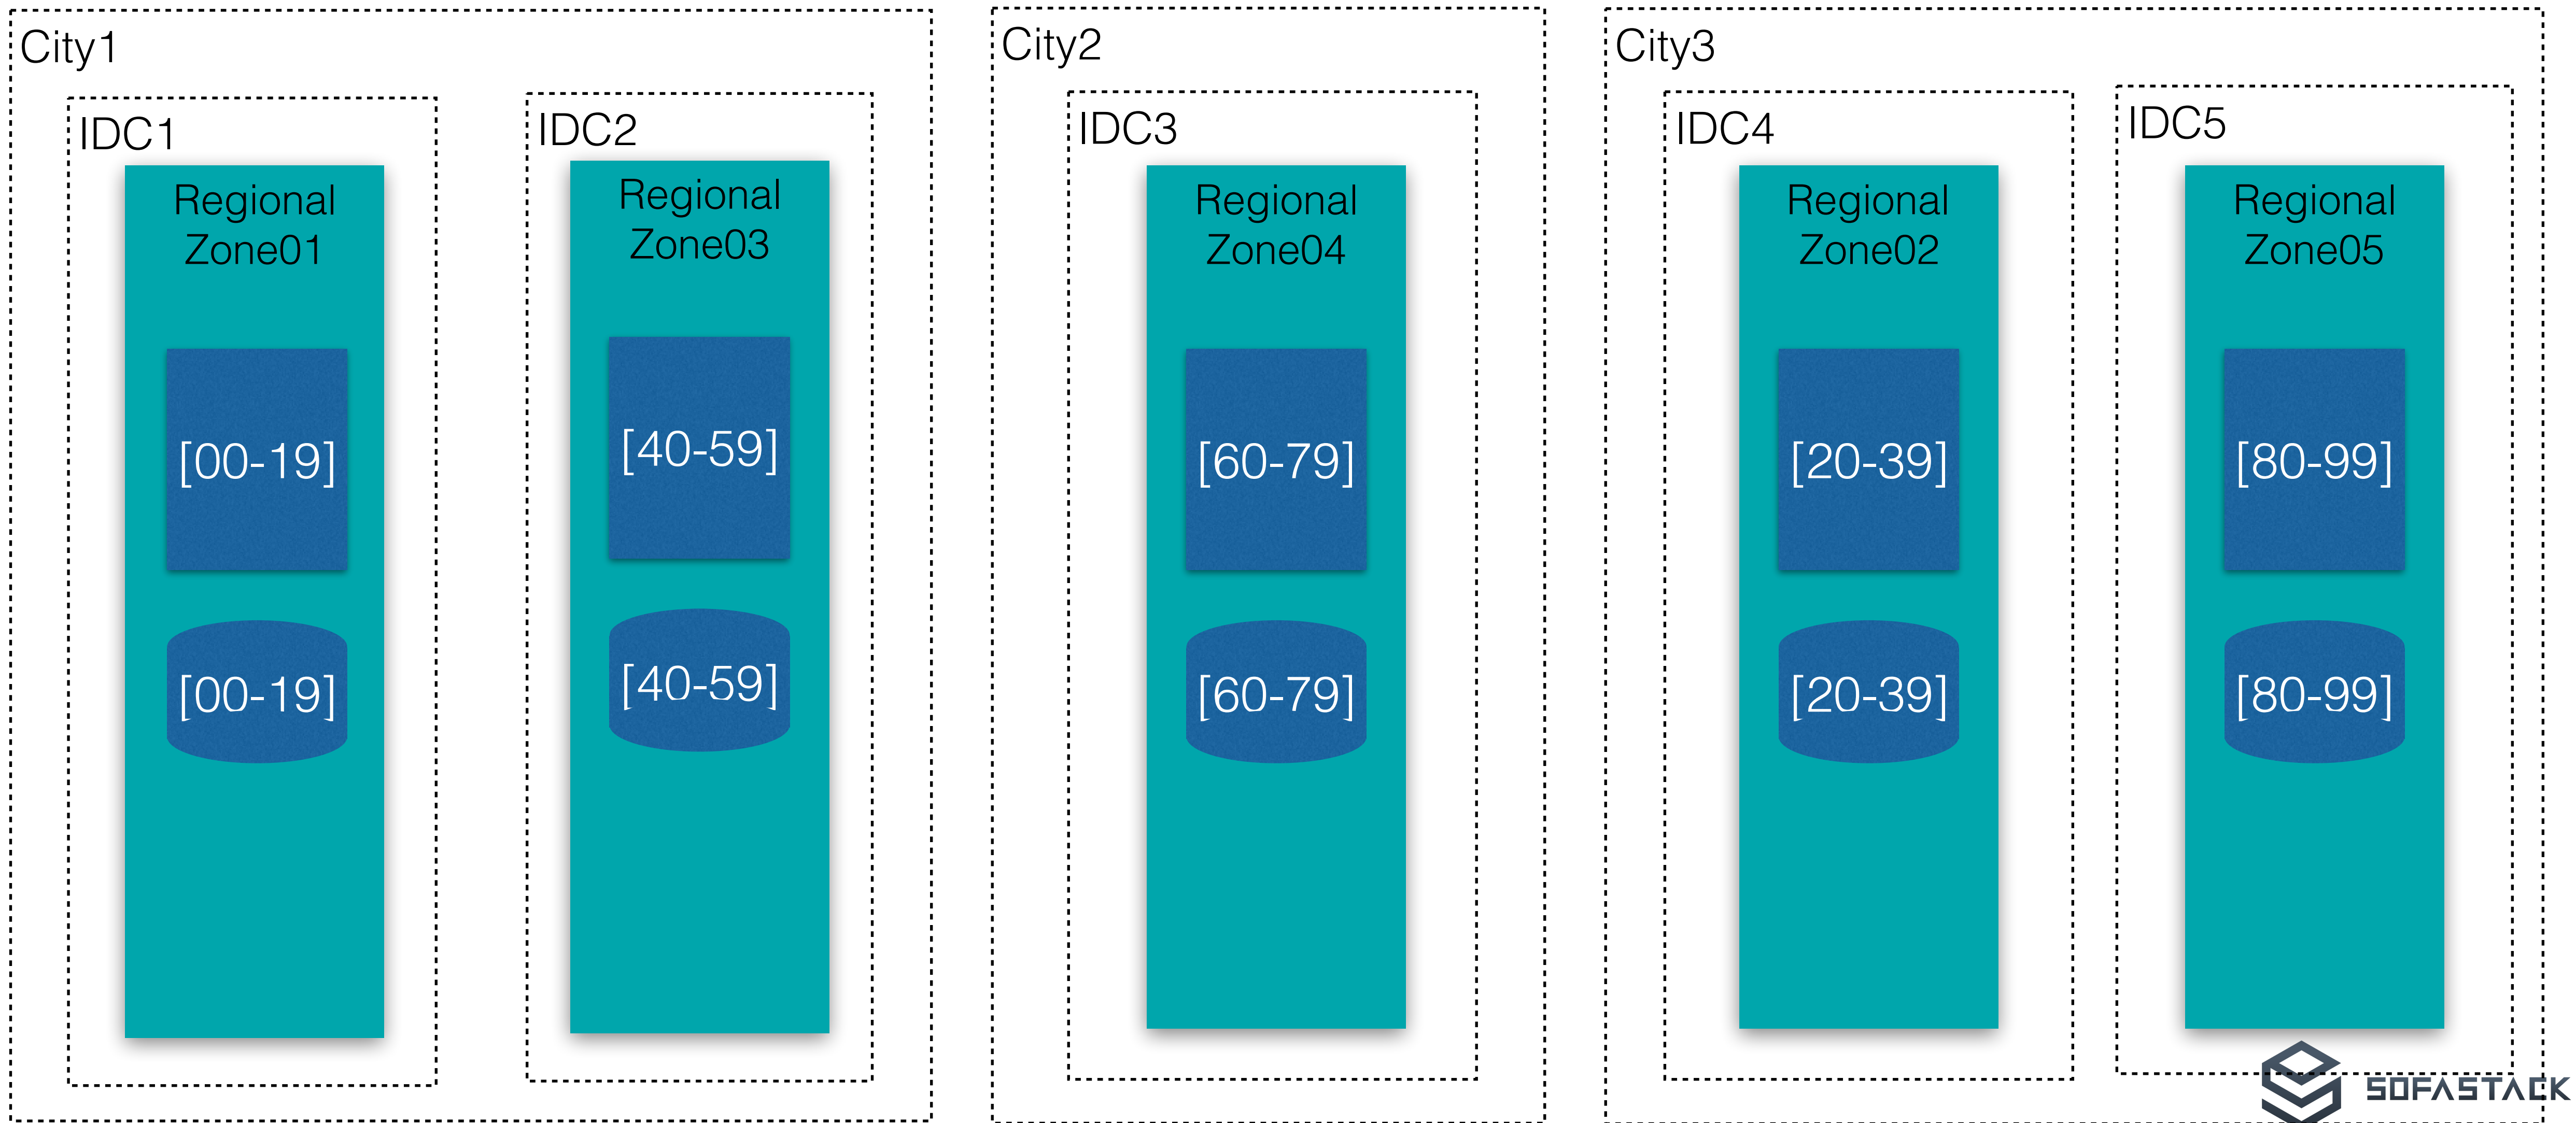 City1
IDC1
Regional
Zone01
[00-19]
[00-19]
IDC2
Regional
Zone03
[40-59]
[40-59]
City2
IDC3
Regional
Zone04
[60-79]
[60-79]
City3
IDC4
Regional
Zone02
[20-39]
[20-39]
IDC5
Regional
Zone05
[80-99]
[80-99]
SOFASTACK